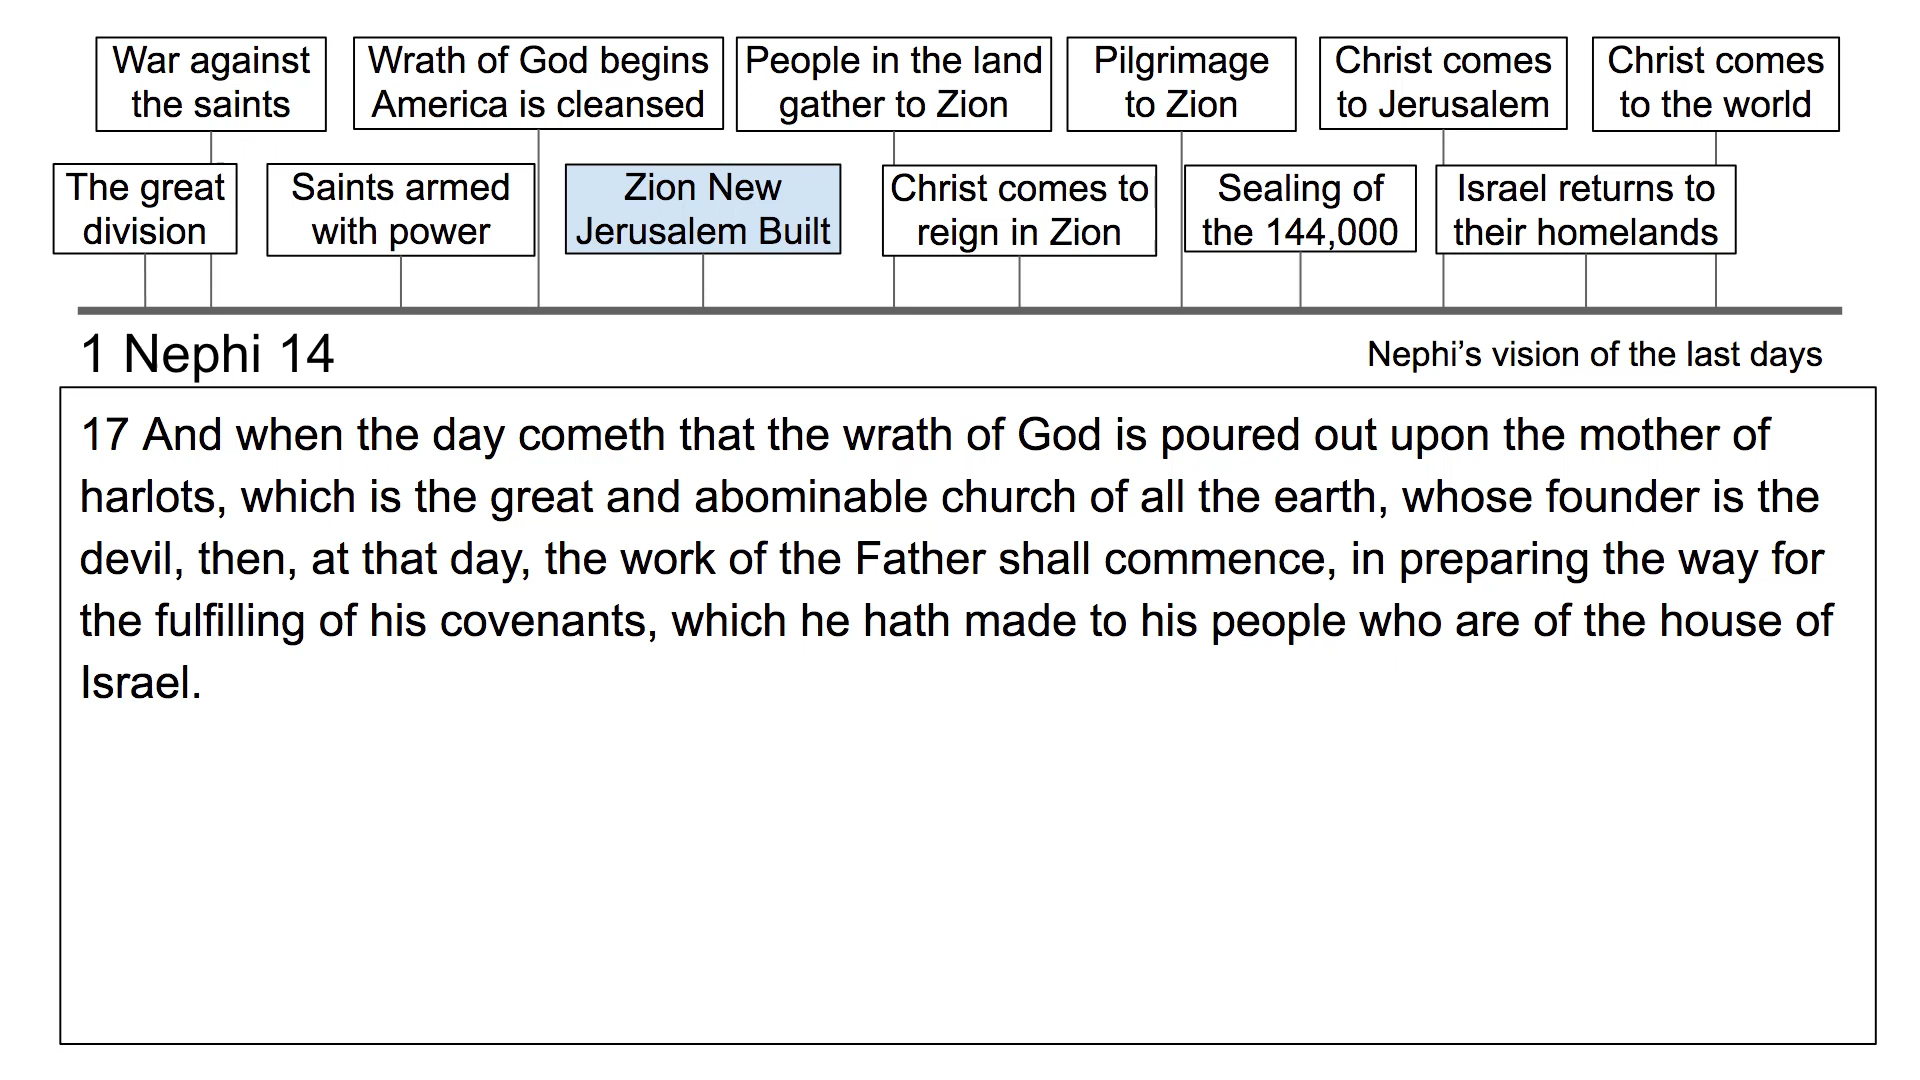 War against
the saints
Wrath of God begins
America is cleansed
People in the land
gather to Zion
Pilgrimage
to Zion
Christ comes
to Jerusalem
Christ comes
to the world
The great
division
Saints armed
with power
Zion New
Jerusalem Built
Christ comes to
reign in Zion
Sealing of
the 144,000
Israel returns to
their homelands
1 Nephi 14
Nephi’s vision of the last days
17 And when the day cometh that the wrath of God is poured out upon the mother of
harlots, which is the great and abominable church of all the earth, whose founder is the
devil, then, at that day, the work of the Father shall commence, in preparing the way for
the fulfilling of his covenants, which he hath made to his people who are of the house of
Israel.